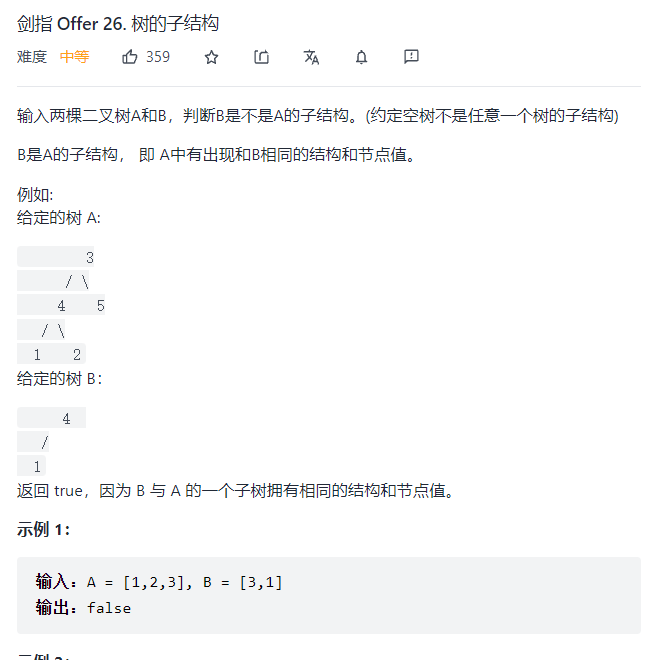 剑指 Offer 26. 树的子结构
难度 中等 359
输入两棵二叉树A和B，判断B是不是A的子结构。(约定空树不是任意一个树的子结构)
B是A的子结构， 即 A中有出现和B相同的结构和节点值。
例如:
给定的树 A:
3
/ \
4 5
/ \
1 2
给定的树 B：
4
/
1
返回 true，因为 B 与 A 的一个子树拥有相同的结构和节点值。
示例 1：
输入：A = [1,2,3], B = [3,1]
输出：false